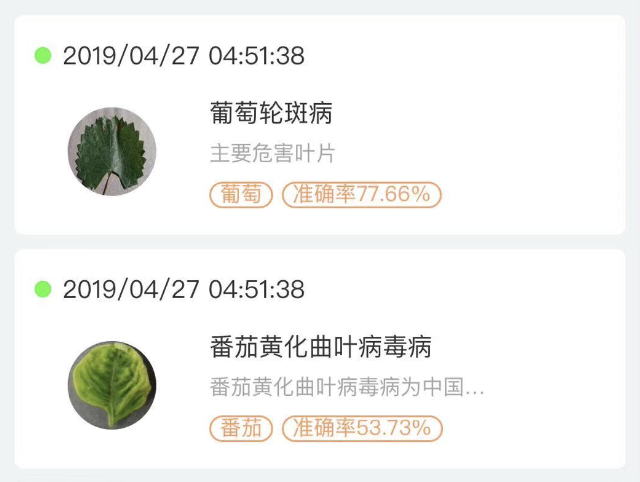 2019/04/27 04:51:38
葡萄轮斑病
主要危害叶片
葡萄 准确率77.66%
2019/04/27 04:51:38
番茄黄化曲叶病毒病
番茄黄化曲叶病毒病为中国...
番茄 准确率53.73%